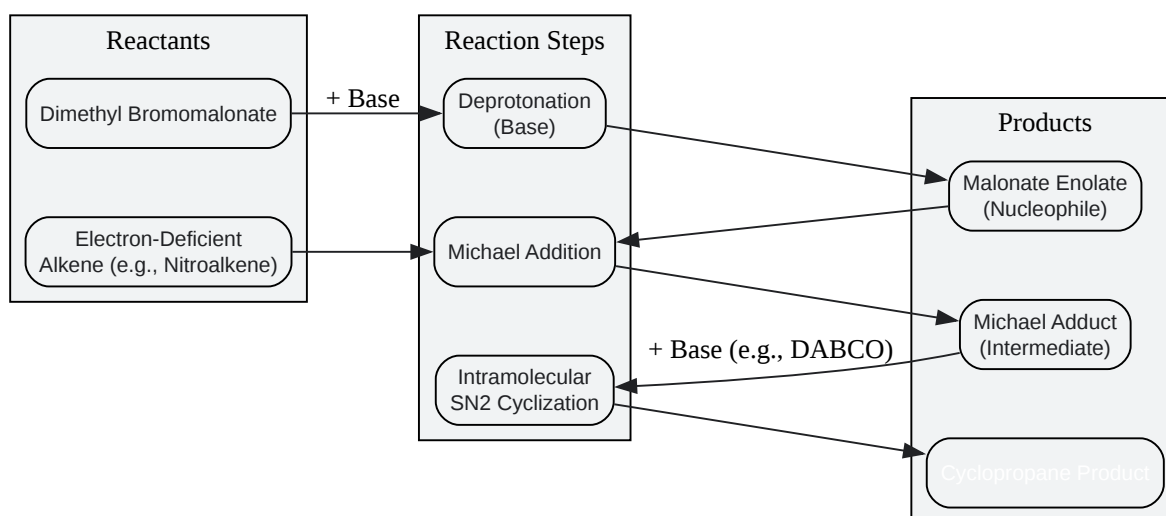 Reactants
Dimethyl Bromomalonate
Electron-Deficient
Alkene (e.g., Nitroalkene)
+ Base
Reaction Steps
Deprotonation
(Base)
Michael Addition
Intramolecular
SN2 Cyclization
+ Base (e.g., DABCO)
Products
Malonate Enolate
(Nucleophile)
Michael Adduct
(Intermediate)
Cyclopropane Product